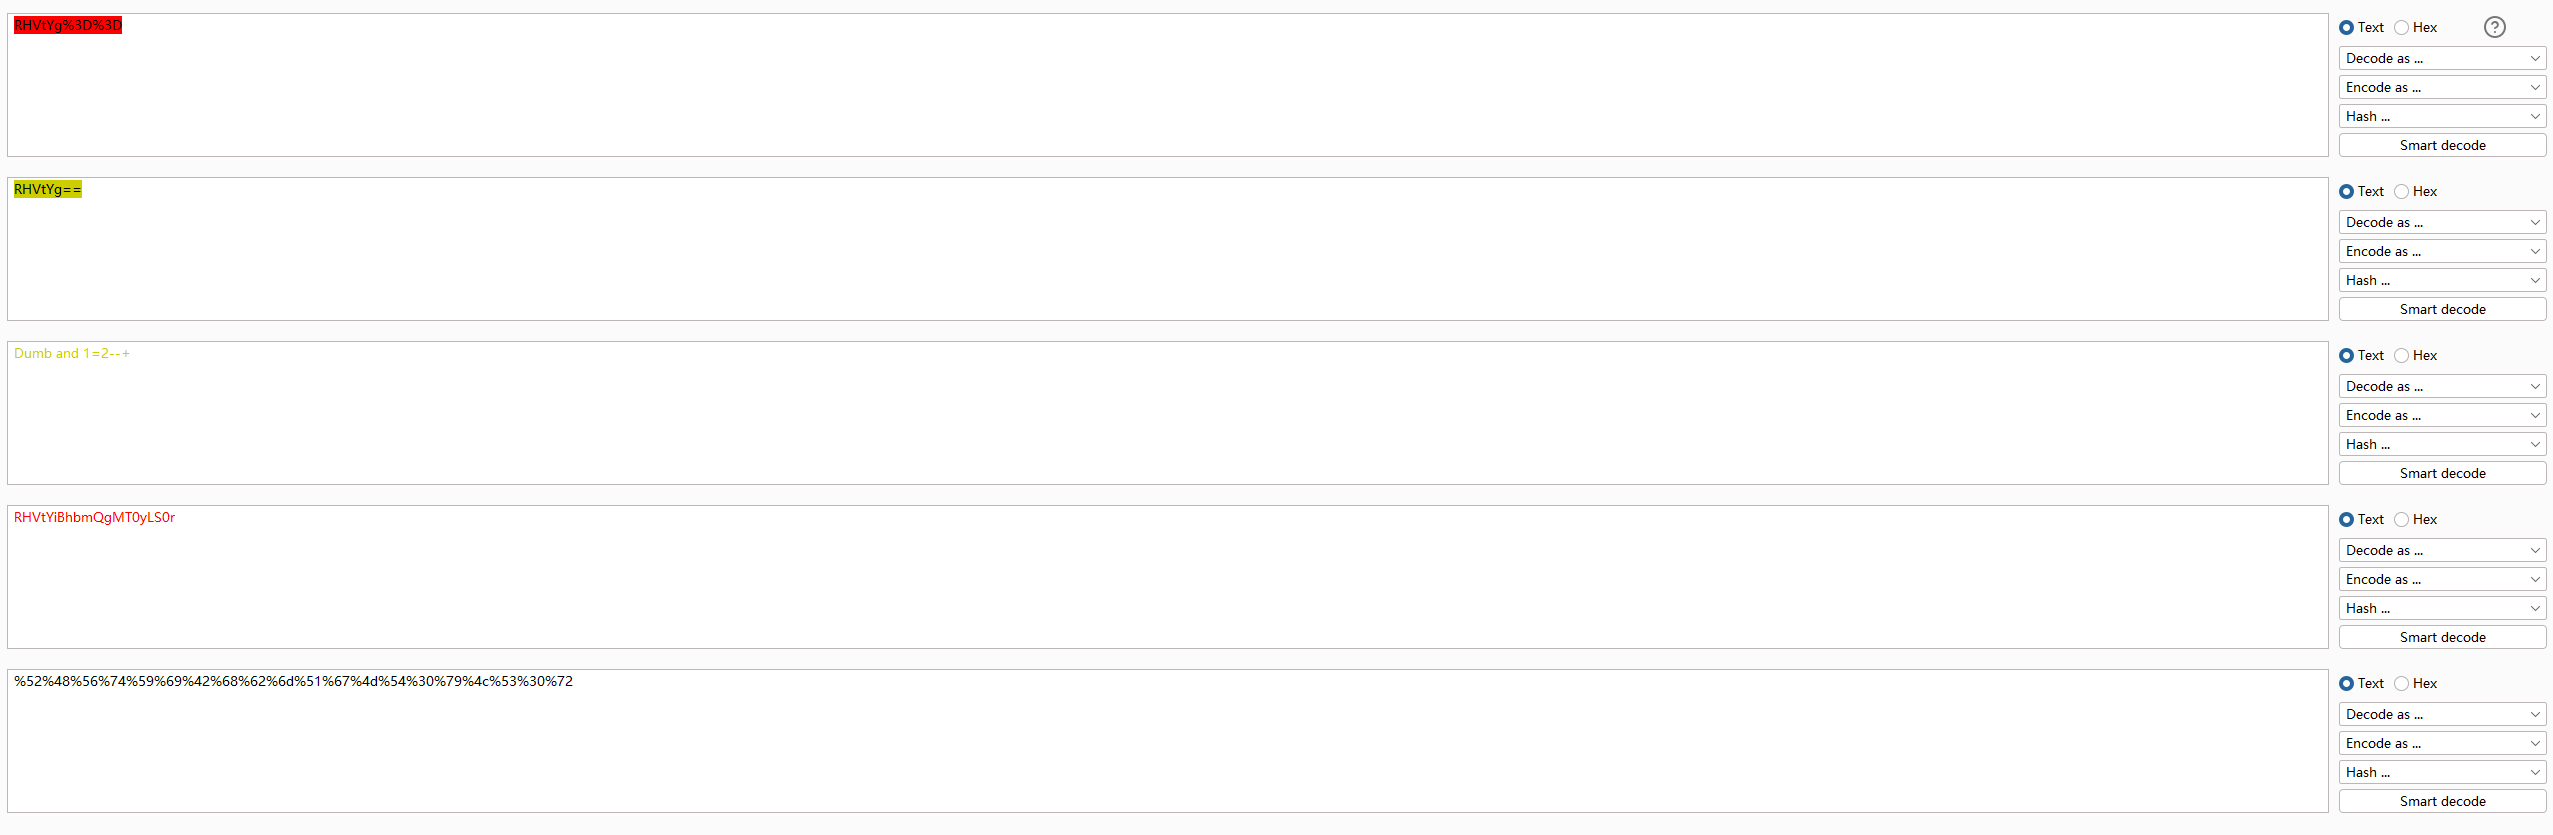 RHVtYg%3D%3D
Text Hex ?
Decode as ...
Encode as ...
Hash ...
Smart decode
RHVtYg==
Text Hex
Decode as ...
Encode as ...
Hash ...
Smart decode
Dumb and 1=2--+
Text Hex
Decode as ...
Encode as ...
Hash ...
Smart decode
RHVtYiBhbmQgMT0yLS0r
Text Hex
Decode as ...
Encode as ...
Hash ...
Smart decode
%52%48%56%74%59%69%42%68%62%6d%51%67%4d%54%30%79%4c%53%30%72
Text Hex
Decode as ...
Encode as ...
Hash ...
Smart decode